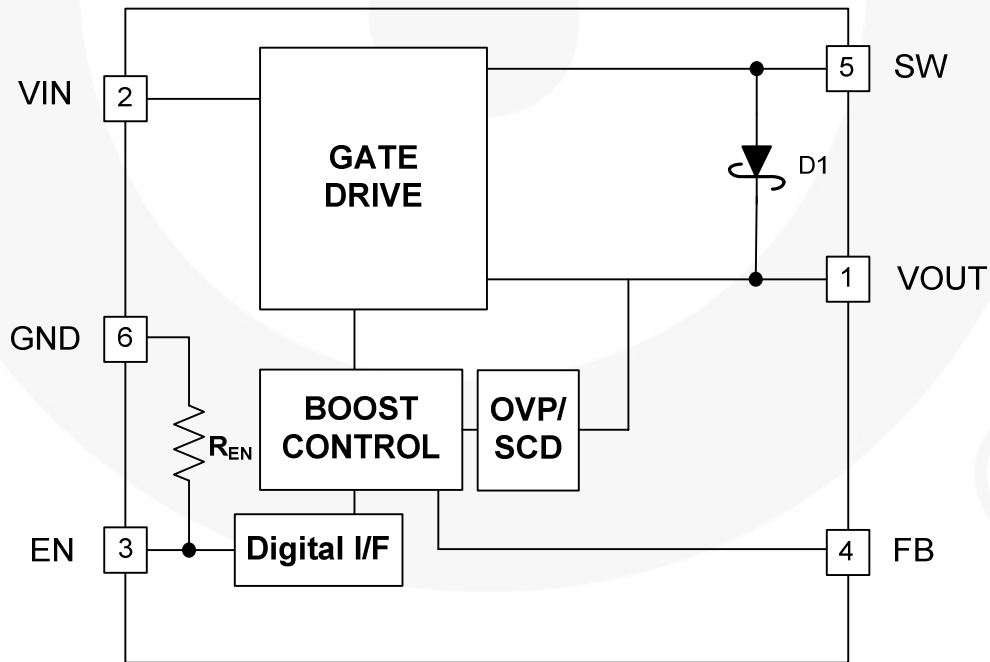 VIN
2
GATE
DRIVE
5
SW
D1
1
VOUT
GND
6
R_EN
BOOST
CONTROL
OVP/
SCD
EN
3
Digital I/F
4
FB